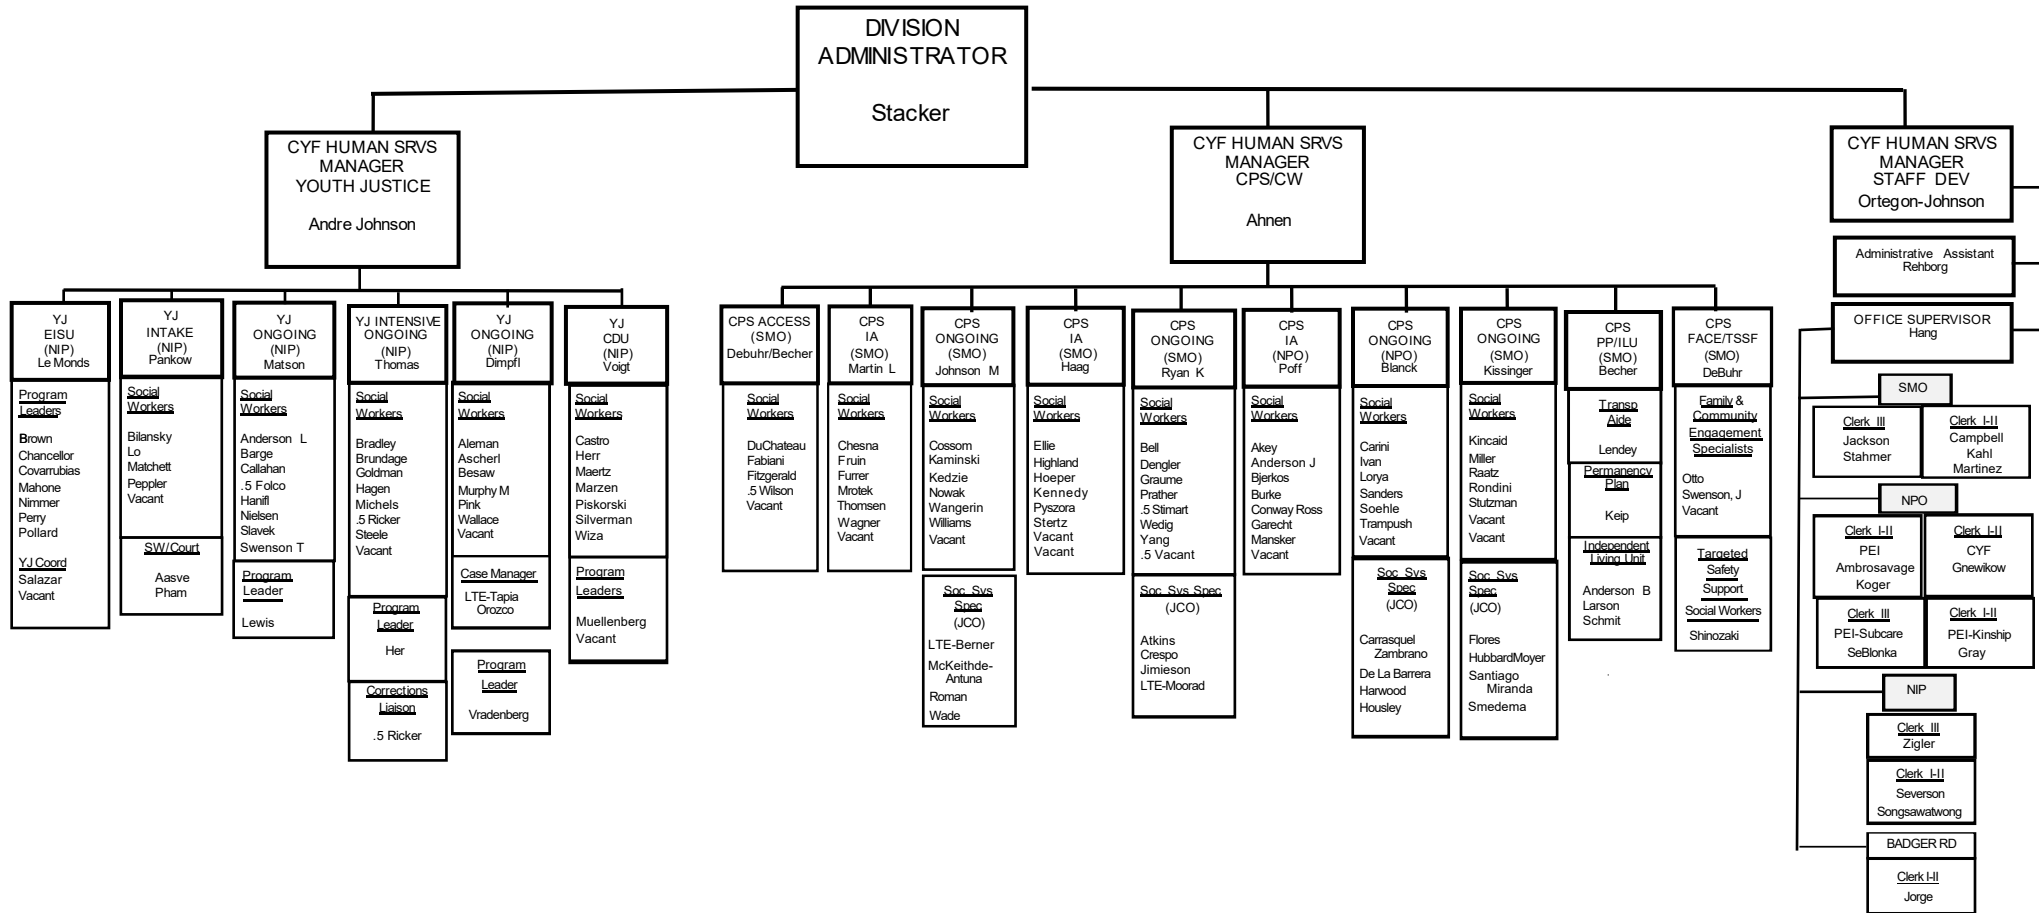 DIVISION
ADMINISTRATOR
Stacker
CYF HUMAN SRVS
MANAGER
YOUTH JUSTICE
Andre Johnson
CYF HUMAN SRVS
MANAGER
CPS/CW
Ahnen
CYF HUMAN SRVS
MANAGER
STAFF DEV
Ortegon-Johnson
Administrative Assistant
Rehborg
OFFICE SUPERVISOR
Hang
YJ
EISU
(NIP)
Le Monds
Program
Leaders
Brown
Chancellor
Covarrubias
Mahone
Nimmer
Perry
Pollard
YJ Coord
Salazar
Vacant
YJ
INTAKE
(NIP)
Pankow
Social
Workers
Bilansky
Lo
Matchett
Peppler
Vacant
SW/Court
Aasve
Pham
YJ
ONGOING
(NIP)
Matson
Social
Workers
Anderson L
Barge
Callahan
.5 Folco
Hanifl
Nielsen
Slavek
Swenson T
Program
Leader
Lewis
YJ INTENSIVE
ONGOING
(NIP)
Thomas
Social
Workers
Bradley
Brundage
Goldman
Hagen
Michels
.5 Ricker
Steele
Vacant
Program
Leader
Her
Corrections
Liaison
.5 Ricker
YJ
ONGOING
(NIP)
Dimpfl
Social
Workers
Aleman
Ascherl
Besaw
Murphy M
Pink
Wallace
Vacant
Case Manager
LTE-Tapia
Orozco
Program
Leader
Vradenberg
YJ
CDU
(NIP)
Voigt
Social
Workers
Castro
Herr
Maertz
Marzen
Piskorski
Silverman
Wiza
Program
Leaders
Muellenberg
Vacant
CPS ACCESS
(SMO)
Debuhr/Becher
Social
Workers
DuChateau
Fabiani
Fitzgerald
.5 Wilson
Vacant
CPS
IA
(SMO)
Martin L
Social
Workers
Chesna
Fruin
Furrer
Mrotek
Thomsen
Wagner
Vacant
CPS
ONGOING
(SMO)
Johnson M
Social
Workers
Cossom
Kaminski
Kedzie
Nowak
Wangerin
Williams
Vacant
Soc Svs
Spec
(JCO)
LTE-Berner
McKeithde-
Antuna
Roman
Wade
CPS
IA
(SMO)
Haag
Social
Workers
Ellie
Highland
Hoeper
Kennedy
Pyszora
Stertz
Vacant
Vacant
CPS
ONGOING
(SMO)
Ryan K
Social
Workers
Bell
Dengler
Graume
Prather
.5 Stimart
Wedig
Yang
.5 Vacant
Soc Svs Spec
(JCO)
Atkins
Crespo
Jimieson
LTE-Moorad
CPS
IA
(NPO)
Poff
Social
Workers
Akey
Anderson J
Bjerkos
Burke
Conway Ross
Garecht
Mansker
Vacant
CPS
ONGOING
(NPO)
Blanck
Social
Workers
Carini
Ivan
Lorya
Sanders
Soehle
Trampush
Vacant
Soc Svs
Spec
(JCO)
Carrasquel
Zambrano
De La Barrera
Harwood
Housley
CPS
ONGOING
(SMO)
Kissinger
Social
Workers
Kincaid
Miller
Raatz
Rondini
Stutzman
Vacant
Vacant
Soc Svs
Spec
(JCO)
Flores
HubbardMoyer
Santiago
Miranda
Smedema
CPS
PP/ILU
(SMO)
Becher
Transp
Aide
Lendey
Permanency
Plan
Keip
Independent
Living Unit
Anderson B
Larson
Schmit
CPS
FACE/TSSF
(SMO)
DeBuhr
Family &
Community
Engagement
Specialists
Otto
Swenson, J
Vacant
Targeted
Safety
Support
Social Workers
Shinozaki
SMO
Clerk III
Jackson
Stahmer
Clerk I-II
Campbell
Kahl
Martinez
NPO
Clerk I-II
PEI
Ambrosavage
Koger
Clerk I-II
CYF
Gnewikow
Clerk III
PEI-Subcare
SeBlonka
Clerk I-II
PEI-Kinship
Gray
NIP
Clerk III
Zigler
Clerk I-II
Severson
Songsawatwong
BADGER RD
Clerk I-II
Jorge